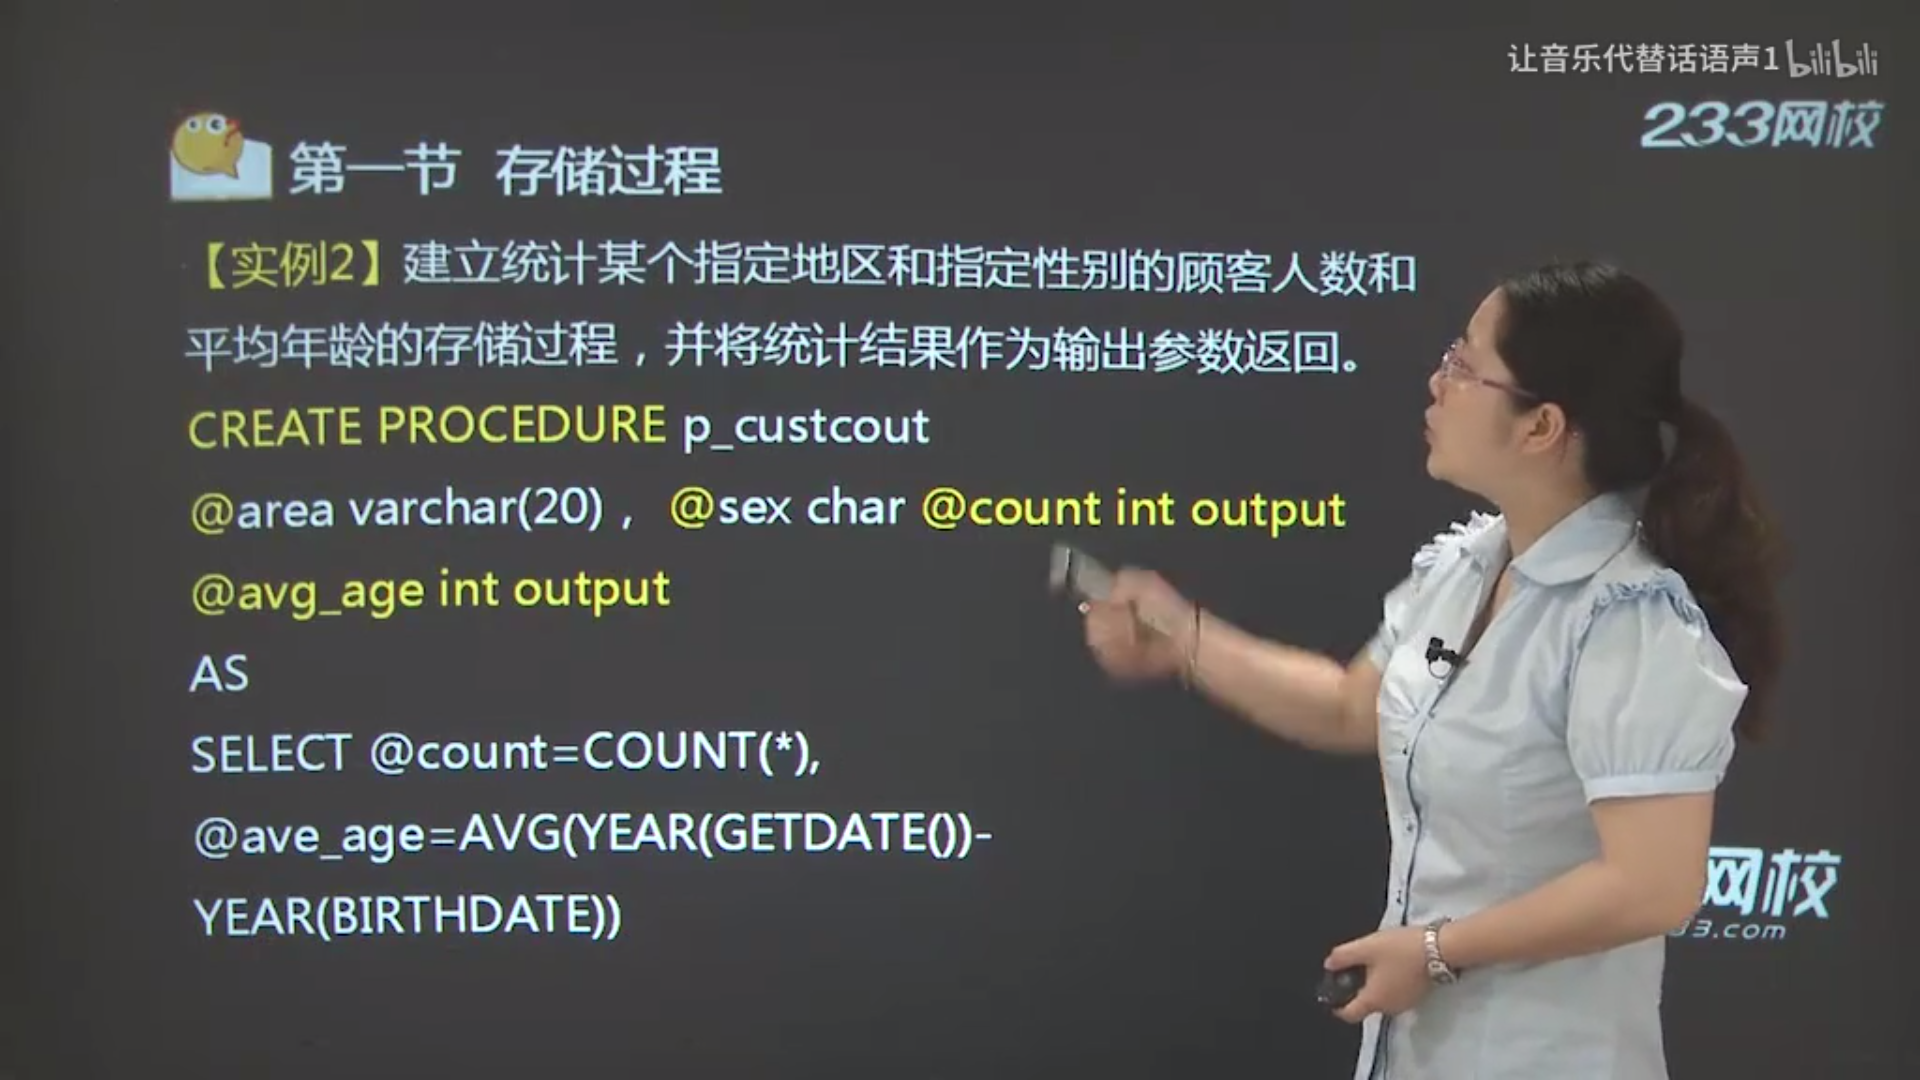 让音乐代替话语声1 bilibili
233网校
第一节 存储过程
【实例2】建立统计某个指定地区和指定性别的顾客人数和
平均年龄的存储过程，并将统计结果作为输出参数返回。
CREATE PROCEDURE p_custcout
@area varchar(20)， @sex char @count int output
@avg_age int output
AS
SELECT @count=COUNT(*),
@ave_age=AVG(YEAR(GETDATE())-
YEAR(BIRTHDATE))
网校
33.com